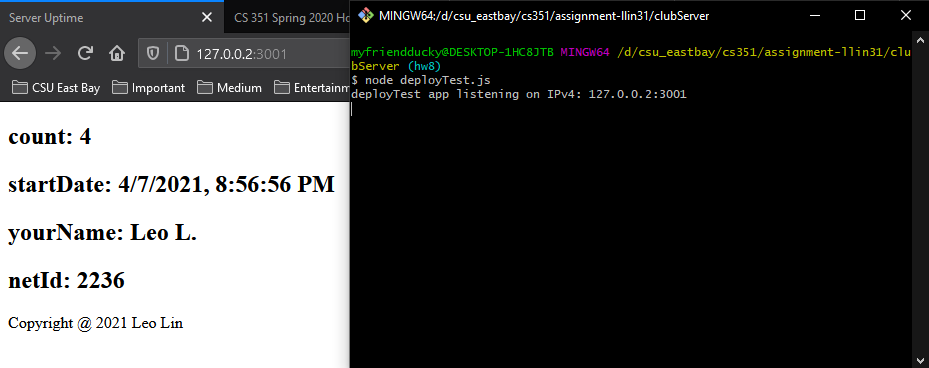 Server Uptime
CS 351 Spring 2020 Ho
127.0.0.2:3001
CSU East Bay
Important
Medium
Entertainm
count: 4
startDate: 4/7/2021, 8:56:56 PM
yourName: Leo L.
netId: 2236
Copyright @ 2021 Leo Lin
MINGW64:/d/csu_eastbay/cs351/assignment-llin31/clubServer
myfriendducky@DESKTOP-1HC8JTB MINGW64 /d/csu_eastbay/cs351/assignment-llin31/clu
bServer (hw8)
$ node deployTest.js
deployTest app listening on IPv4: 127.0.0.2:3001